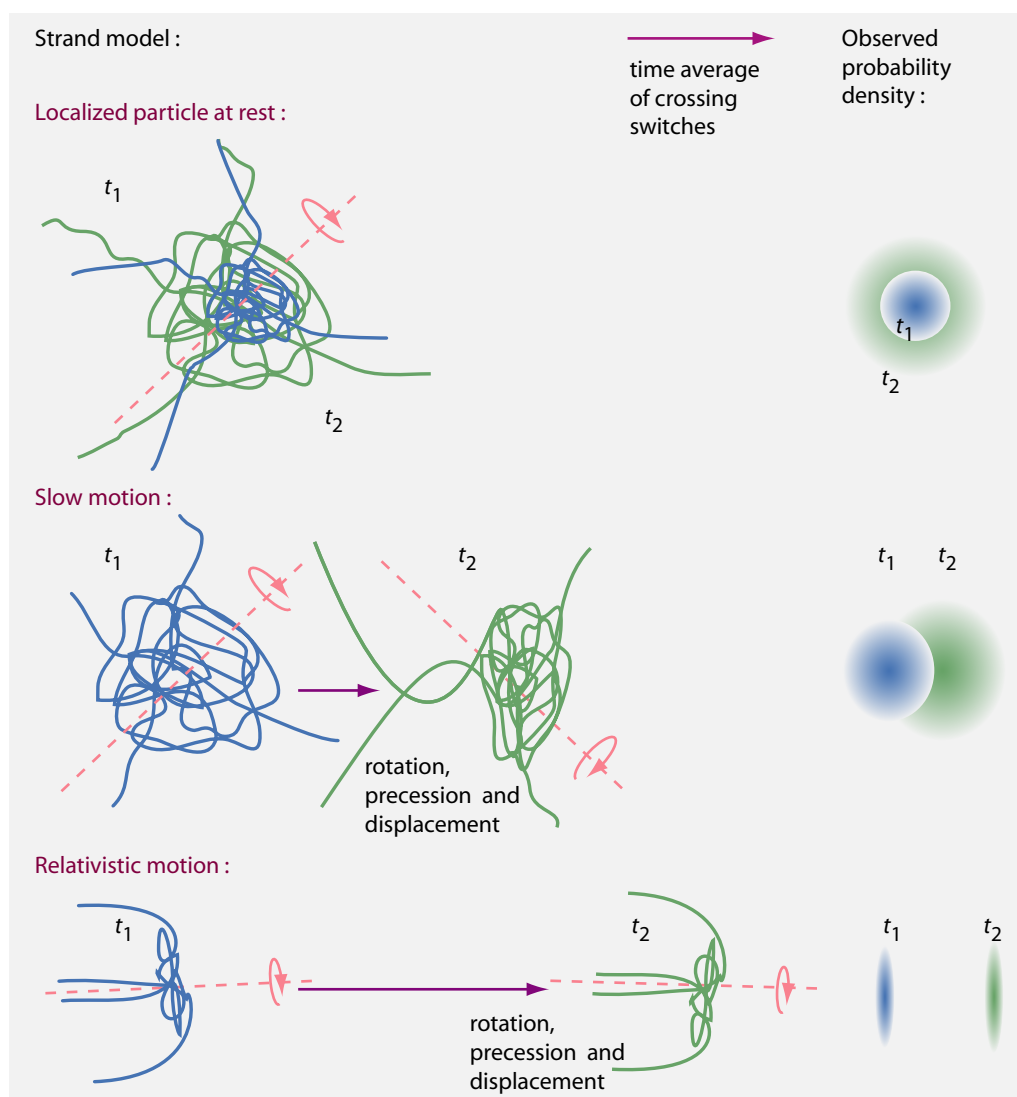 Strand model :
time average
of crossing
switches
Observed
probability
density :
Localized particle at rest :
t1
t2
t1
t2
Slow motion :
t1
t2
t1
t2
rotation,
precession and
displacement
Relativistic motion :
t1
t2
t1
t2
rotation,
precession and
displacement